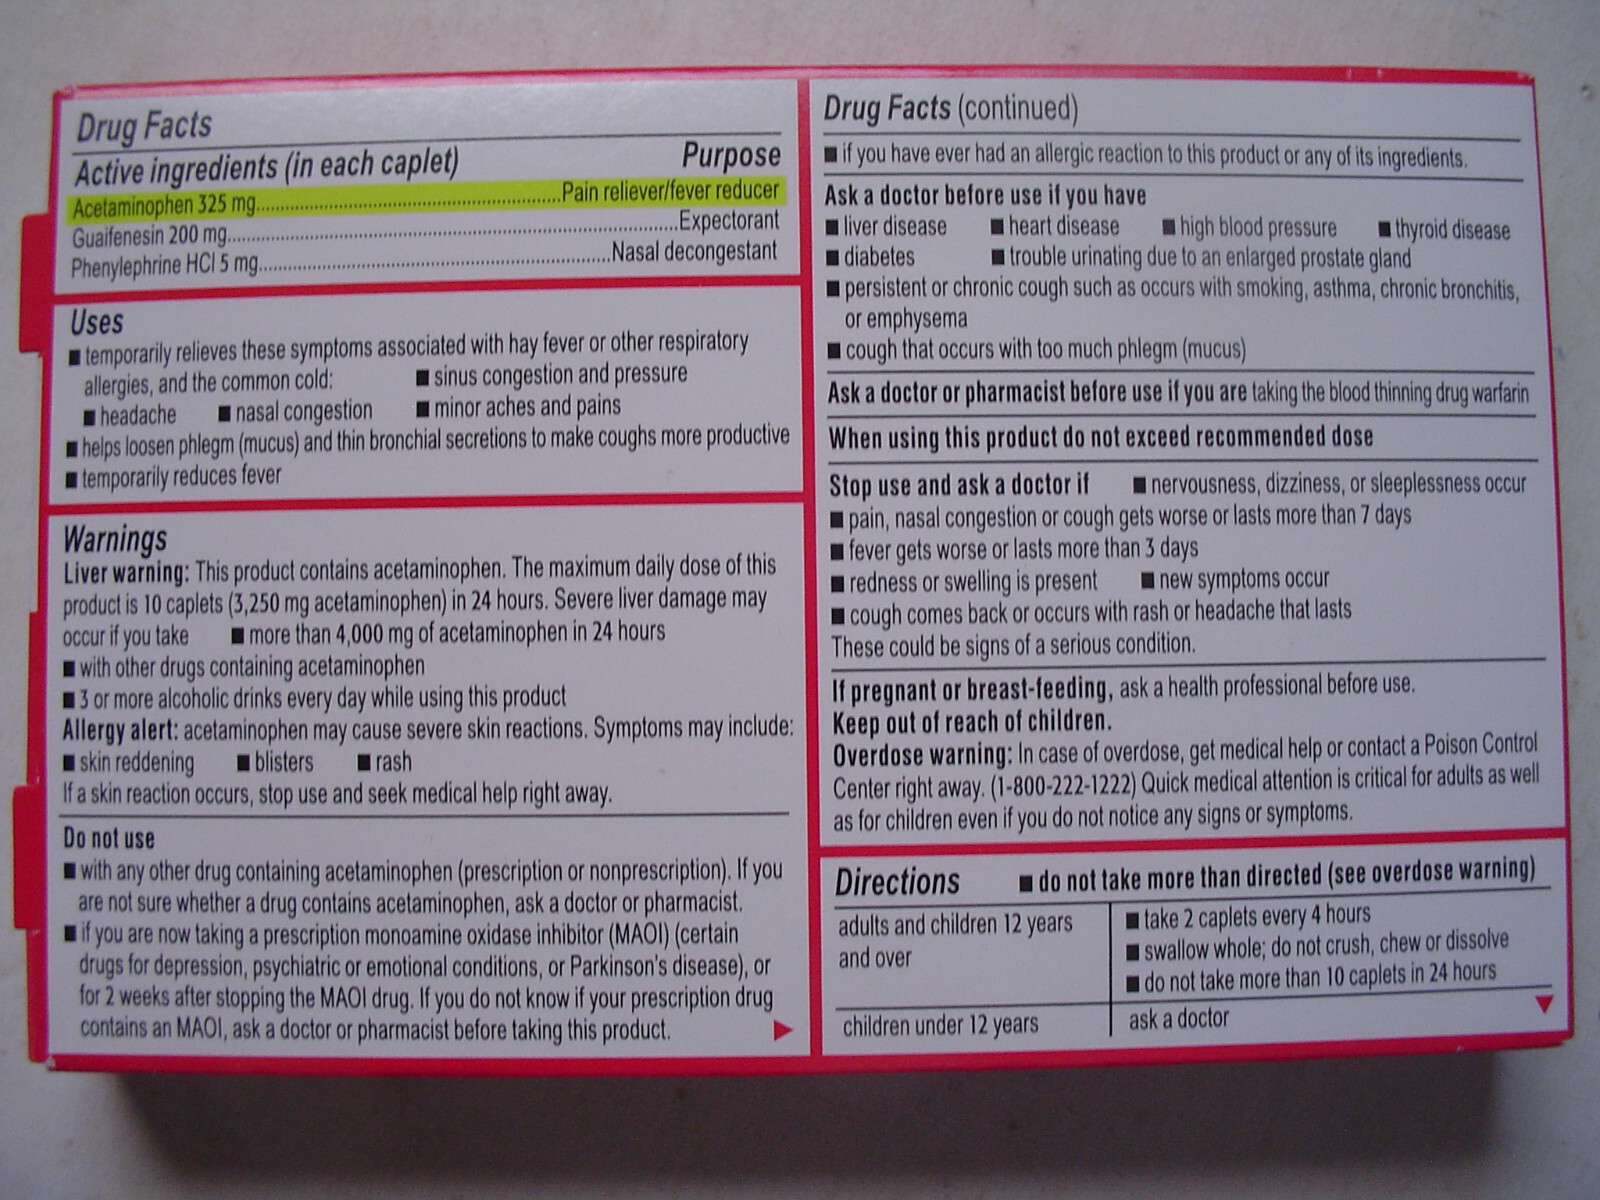 Drug Facts
Active ingredients (in each caplet) Purpose
Acetaminophen 325 mg....................Pain reliever/fever reducer
Guaifenesin 200 mg....................Expectorant
Phenylephrine HCl 5 mg....................Nasal decongestant
Uses
■ temporarily relieves these symptoms associated with hay fever or other respiratory
allergies, and the common cold: ■ sinus congestion and pressure
■ headache ■ nasal congestion ■ minor aches and pains
■ helps loosen phlegm (mucus) and thin bronchial secretions to make coughs more productive
■ temporarily reduces fever
Warnings
Liver warning: This product contains acetaminophen. The maximum daily dose of this
product is 10 caplets (3,250 mg acetaminophen) in 24 hours. Severe liver damage may
occur if you take ■ more than 4,000 mg of acetaminophen in 24 hours
■ with other drugs containing acetaminophen
■ 3 or more alcoholic drinks every day while using this product
Allergy alert: acetaminophen may cause severe skin reactions. Symptoms may include:
■ skin reddening ■ blisters ■ rash
If a skin reaction occurs, stop use and seek medical help right away.
Do not use
■ with any other drug containing acetaminophen (prescription or nonprescription). If you
are not sure whether a drug contains acetaminophen, ask a doctor or pharmacist.
■ if you are now taking a prescription monoamine oxidase inhibitor (MAOI) (certain
drugs for depression, psychiatric or emotional conditions, or Parkinson's disease), or
for 2 weeks after stopping the MAOI drug. If you do not know if your prescription drug
contains an MAOI, ask a doctor or pharmacist before taking this product.
Drug Facts (continued)
■ if you have ever had an allergic reaction to this product or any of its ingredients.
Ask a doctor before use if you have
■ liver disease ■ heart disease ■ high blood pressure ■ thyroid disease
■ diabetes ■ trouble urinating due to an enlarged prostate gland
■ persistent or chronic cough such as occurs with smoking, asthma, chronic bronchitis,
or emphysema
■ cough that occurs with too much phlegm (mucus)
Ask a doctor or pharmacist before use if you are taking the blood thinning drug warfarin
When using this product do not exceed recommended dose
Stop use and ask a doctor if ■ nervousness, dizziness, or sleeplessness occur
■ pain, nasal congestion or cough gets worse or lasts more than 7 days
■ fever gets worse or lasts more than 3 days
■ redness or swelling is present ■ new symptoms occur
■ cough comes back or occurs with rash or headache that lasts
These could be signs of a serious condition.
If pregnant or breast-feeding, ask a health professional before use.
Keep out of reach of children.
Overdose warning: In case of overdose, get medical help or contact a Poison Control
Center right away. (1-800-222-1222) Quick medical attention is critical for adults as well
as for children even if you do not notice any signs or symptoms.
Directions ■ do not take more than directed (see overdose warning)
adults and children 12 years ■ take 2 caplets every 4 hours
and over ■ swallow whole; do not crush, chew or dissolve
■ do not take more than 10 caplets in 24 hours
children under 12 years ask a doctor